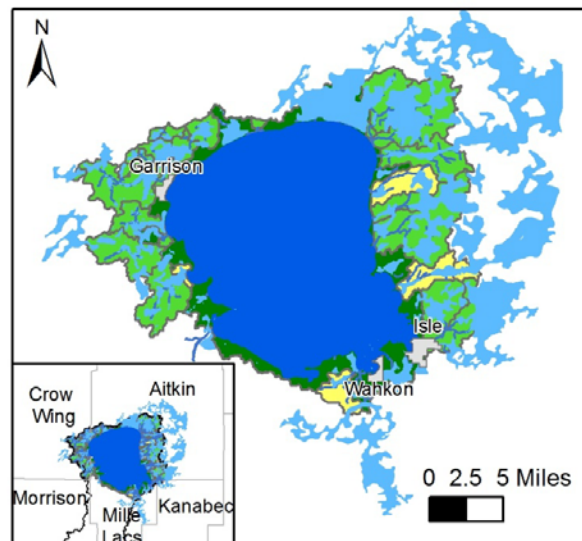 N
Garrison
Isle
Wahkon
Crow
Wing
Aitkin
Morrison
Mille
Lacs
Kanabec
0 2.5 5 Miles